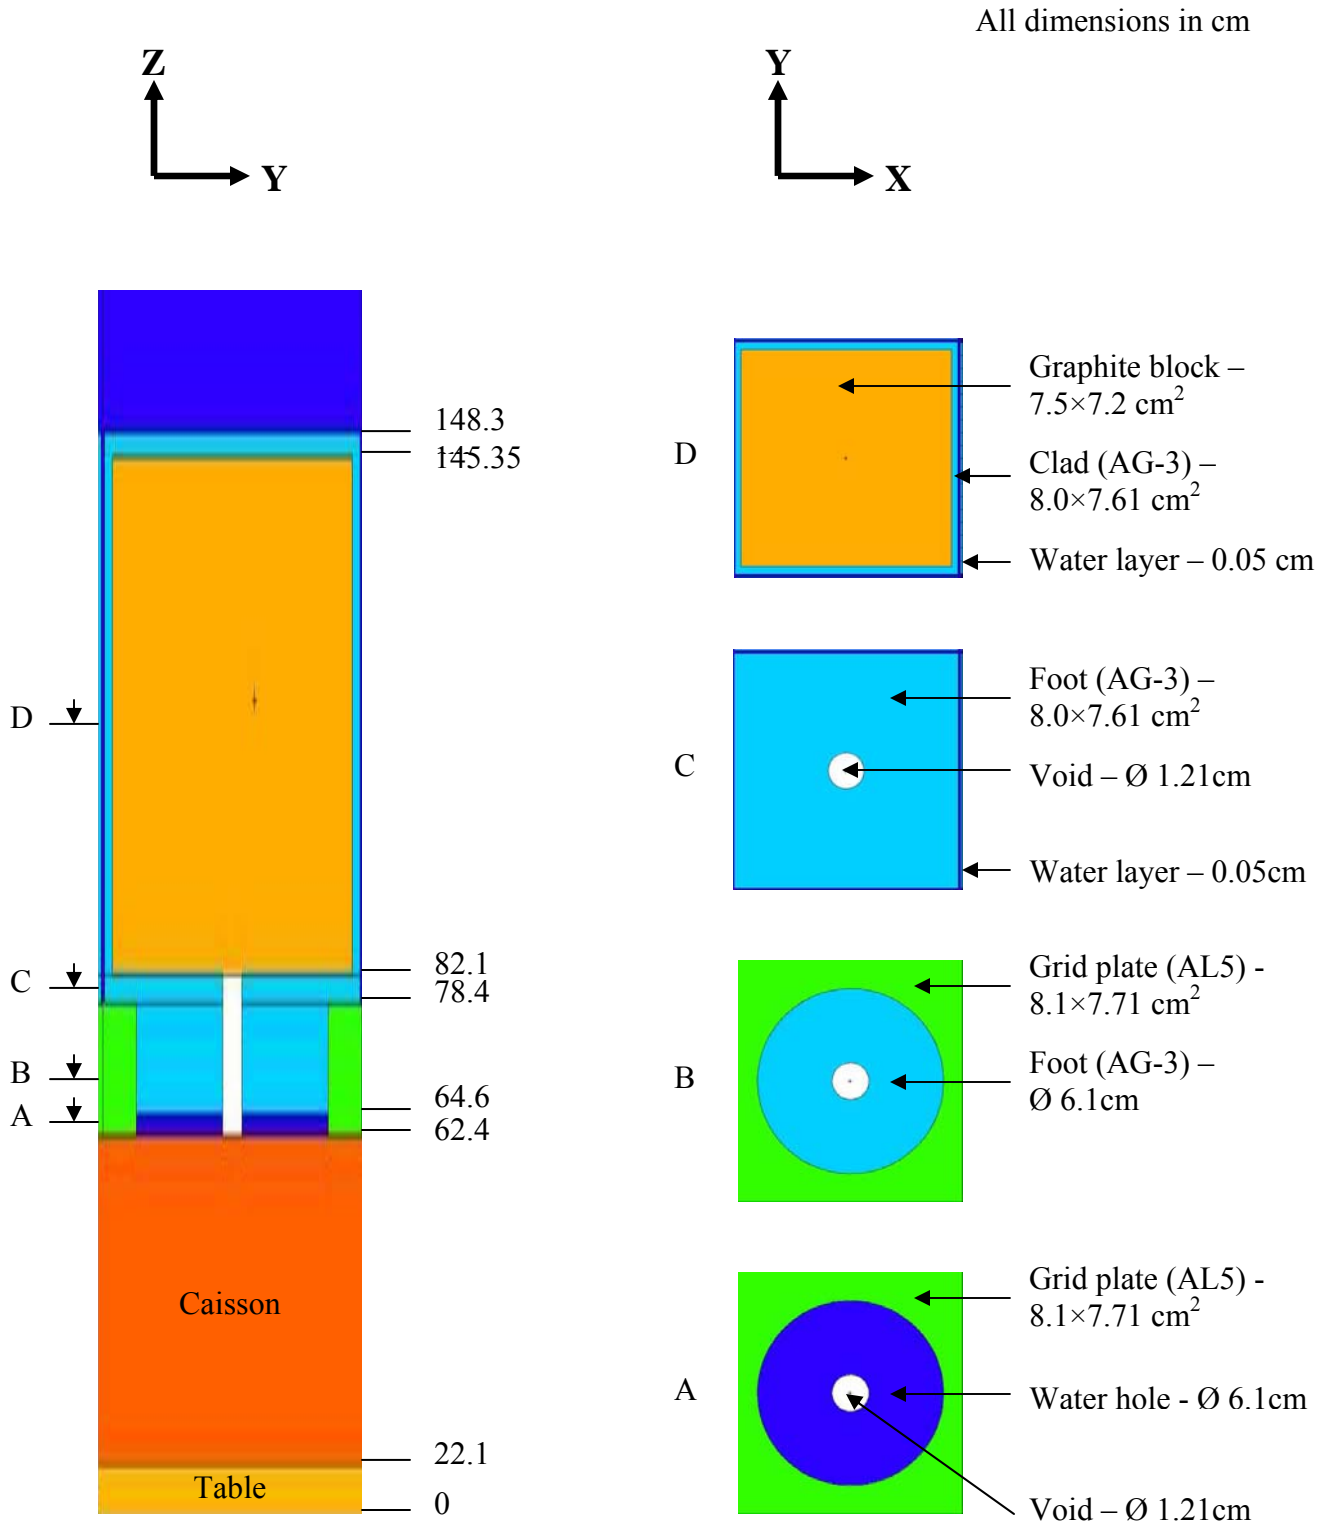 All dimensions in cm
Z
Y
Y
X
148.3
145.35
D
82.1
78.4
C
B
64.6
A
62.4
Caisson
22.1
Table
0
D
Graphite block –
7.5×7.2 cm²
Clad (AG-3) –
8.0×7.61 cm²
Water layer – 0.05 cm
C
Foot (AG-3) –
8.0×7.61 cm²
Void – Ø 1.21cm
Water layer – 0.05cm
B
Grid plate (AL5) -
8.1×7.71 cm²
Foot (AG-3) –
Ø 6.1cm
A
Grid plate (AL5) -
8.1×7.71 cm²
Water hole - Ø 6.1cm
Void – Ø 1.21cm